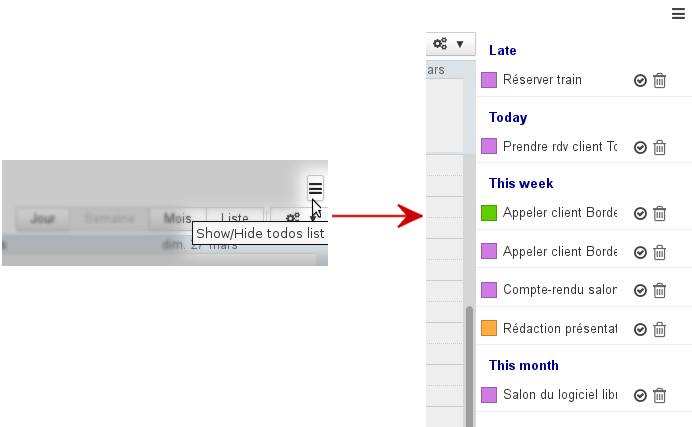 Jour Semaine Mois Liste
Show/Hide todos list
dim. 27 mars
ars
Late
Réserver train
Today
Prendre rdv client To
This week
Appeler client Borde
Appeler client Borde
Compte-rendu salon
Rédaction présentat
This month
Salon du logiciel libr